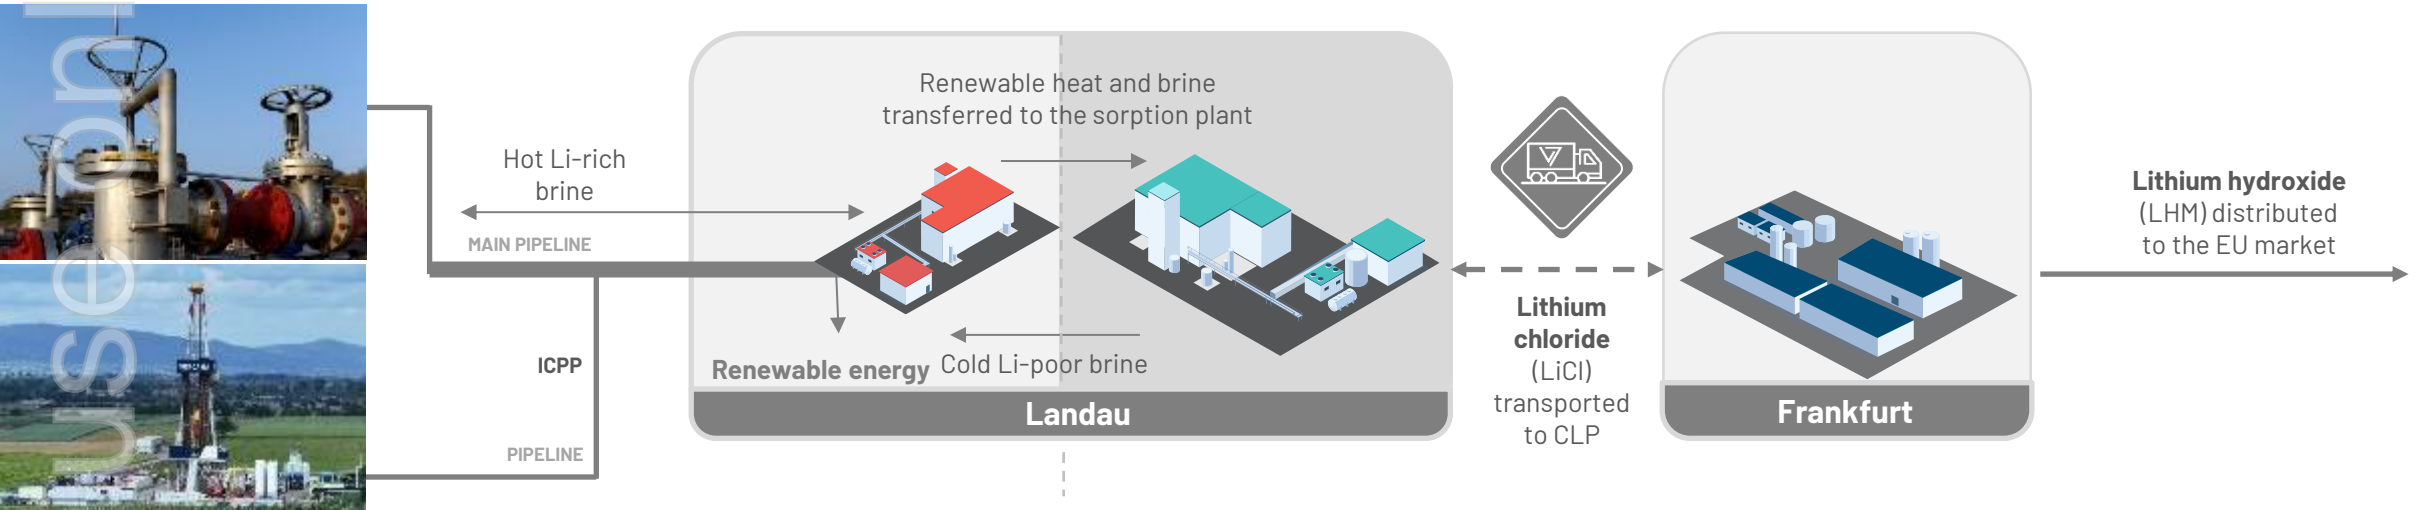 use onl
Hot Li-rich
brine
MAIN PIPELINE
ICPP
PIPELINE
Renewable heat and brine
transferred to the sorption plant
Renewable energy
Cold Li-poor brine
Landau
Lithium
chloride
(LiCl)
transported
to CLP
Frankfurt
Lithium hydroxide
(LHM) distributed
to the EU market